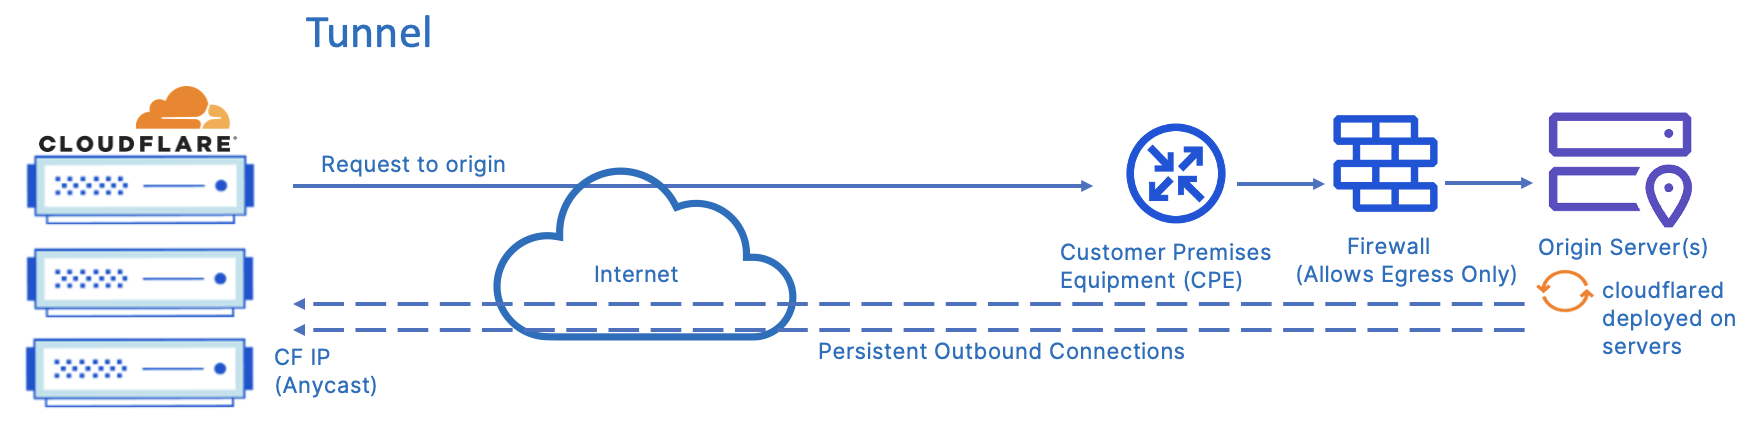 Tunnel
CLOUDFLARE
Request to origin
Internet
Customer Premises
Equipment (CPE)
Firewall
(Allows Egress Only)
Origin Server(s)
cloudflared
deployed on
servers
Persistent Outbound Connections
CF IP
(Anycast)